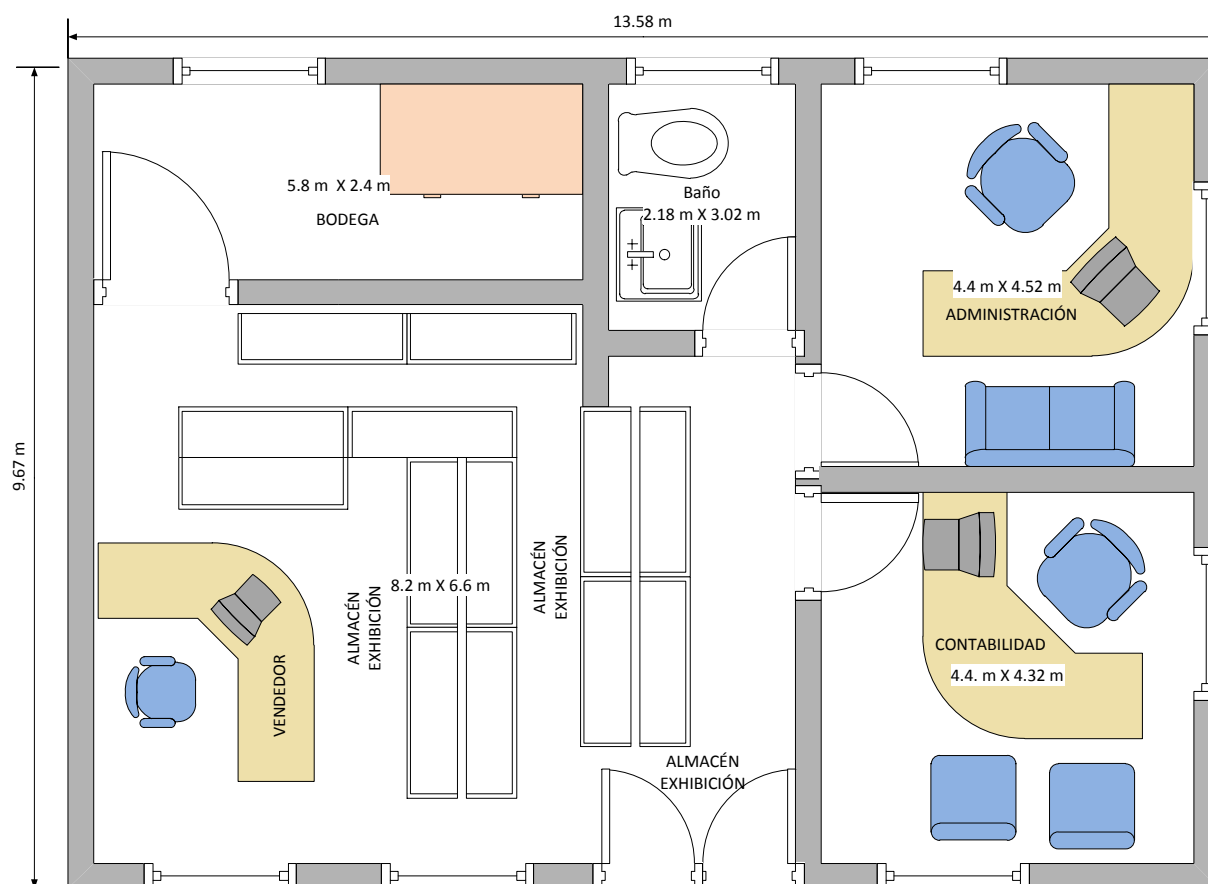 13.58 m
9.67 m
5.8 m X 2.4 m
BODEGA
Baño
2.18 m X 3.02 m
4.4 m X 4.52 m
ADMINISTRACIÓN
ALMACÉN
EXHIBICIÓN
8.2 m X 6.6 m
ALMACÉN
EXHIBICIÓN
VENDEDOR
CONTABILIDAD
4.4. m X 4.32 m
ALMACÉN
EXHIBICIÓN